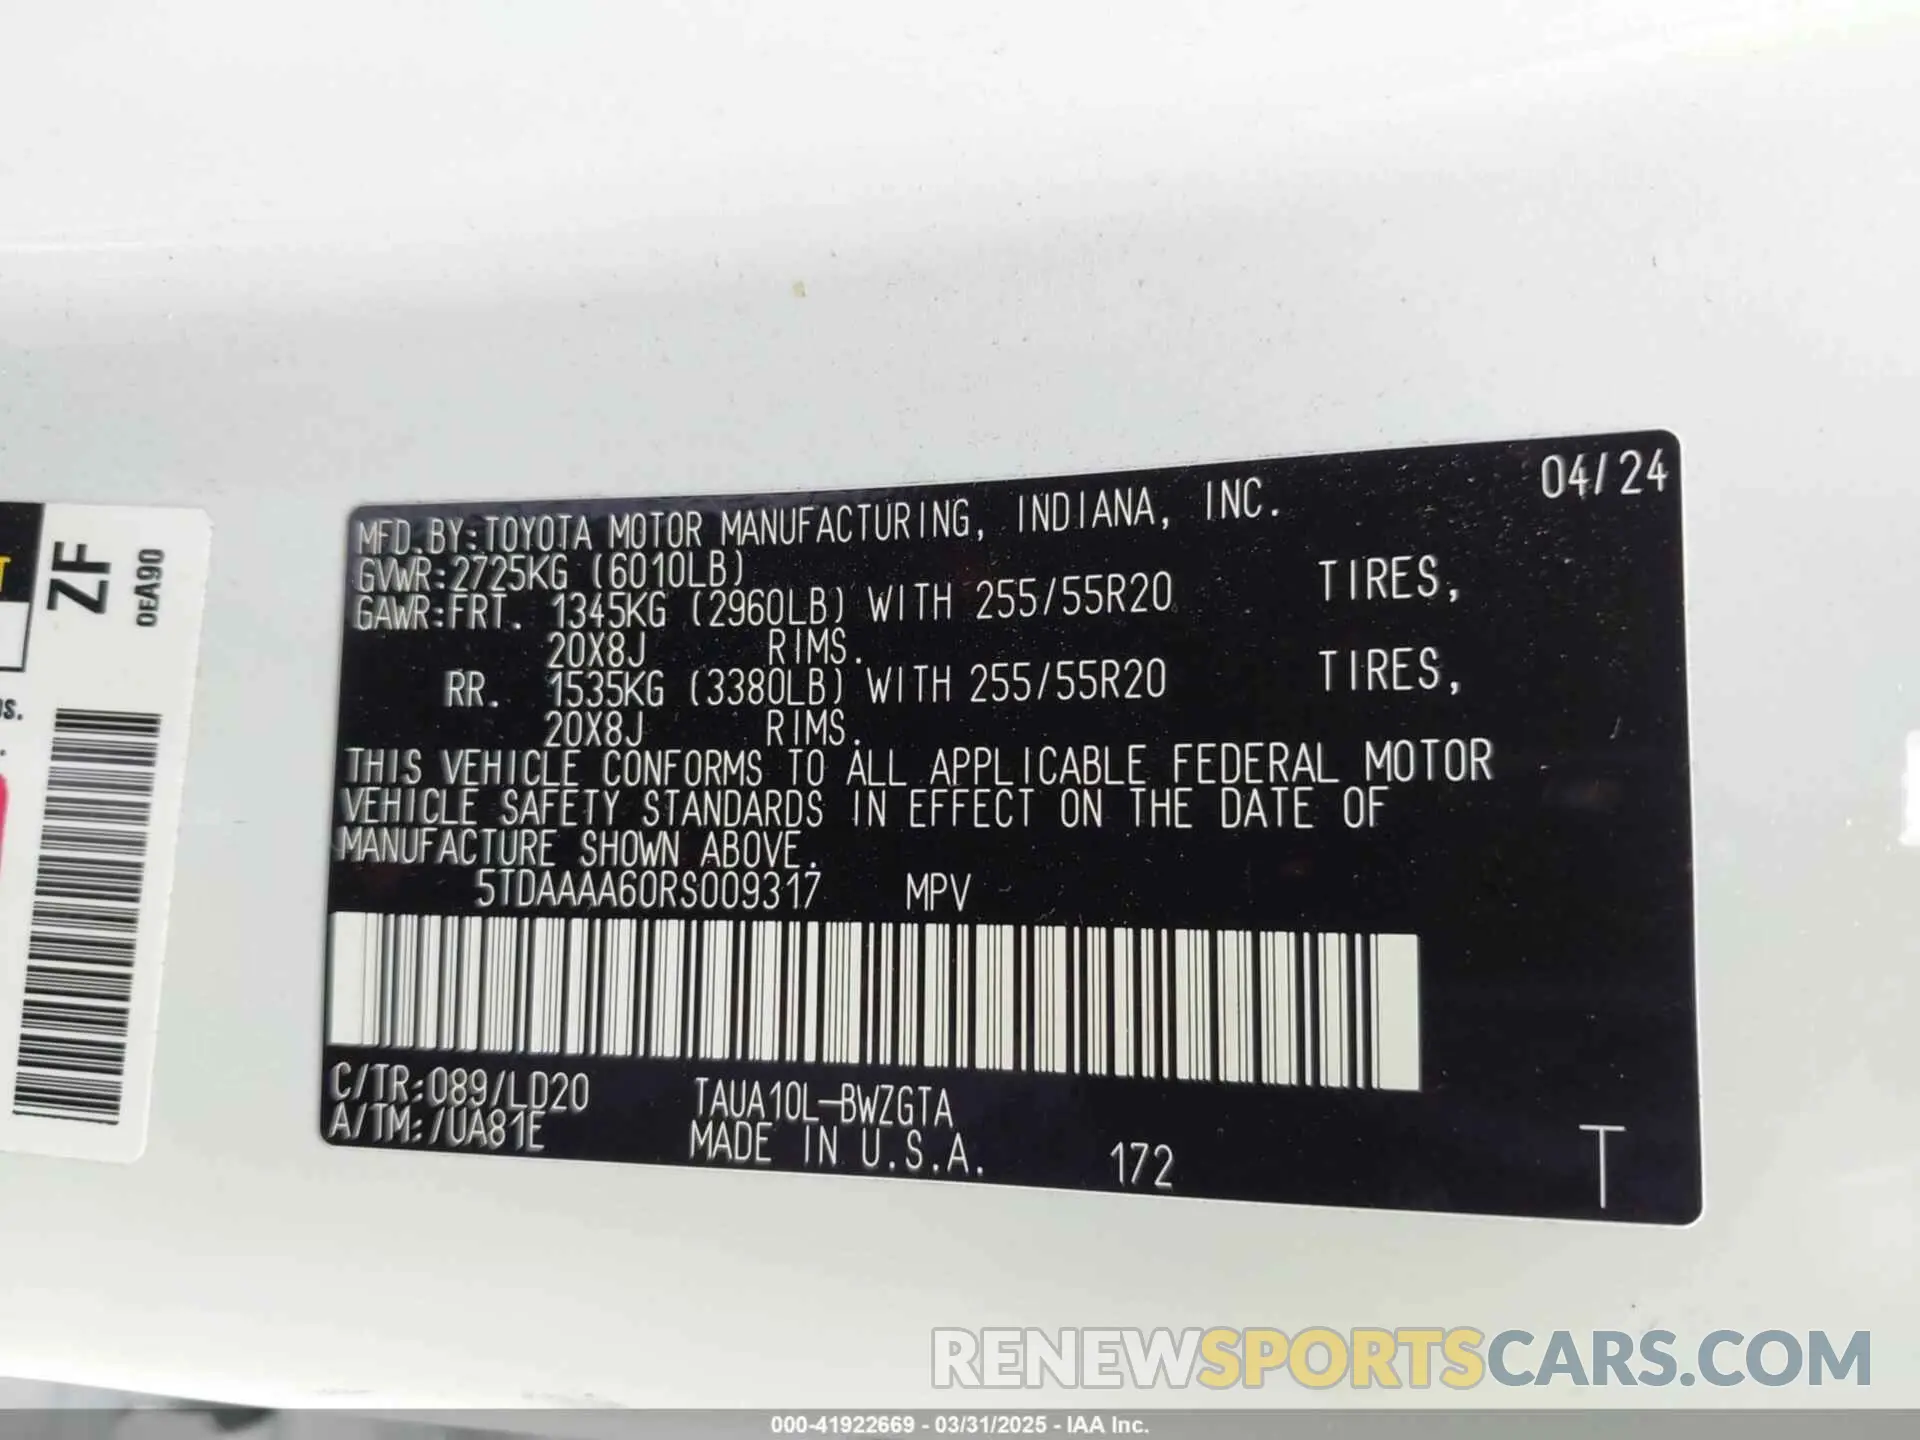 MFD.BY:TOYOTA MOTOR MANUFACTURING, INDIANA, INC. 04/24
GVWR:2725KG (6010LB)
GAWR:FRT. 1345KG (2960LB) WITH 255/55R20 TIRES,
20X8J RIMS.
RR. 1535KG (3380LB) WITH 255/55R20 TIRES,
20X8J RIMS.
THIS VEHICLE CONFORMS TO ALL APPLICABLE FEDERAL MOTOR
VEHICLE SAFETY STANDARDS IN EFFECT ON THE DATE OF
MANUFACTURE SHOWN ABOVE.
5TDAAAA60RS009317 MPV
C/TR:089/LD20 TAUA10L-BWZGTA
A/TM:/UA81E MADE IN U.S.A. 172 T
ZF
0EA90
RENEWSPORTSCARS.COM
000-41922669 - 03/31/2025 - IAA Inc.